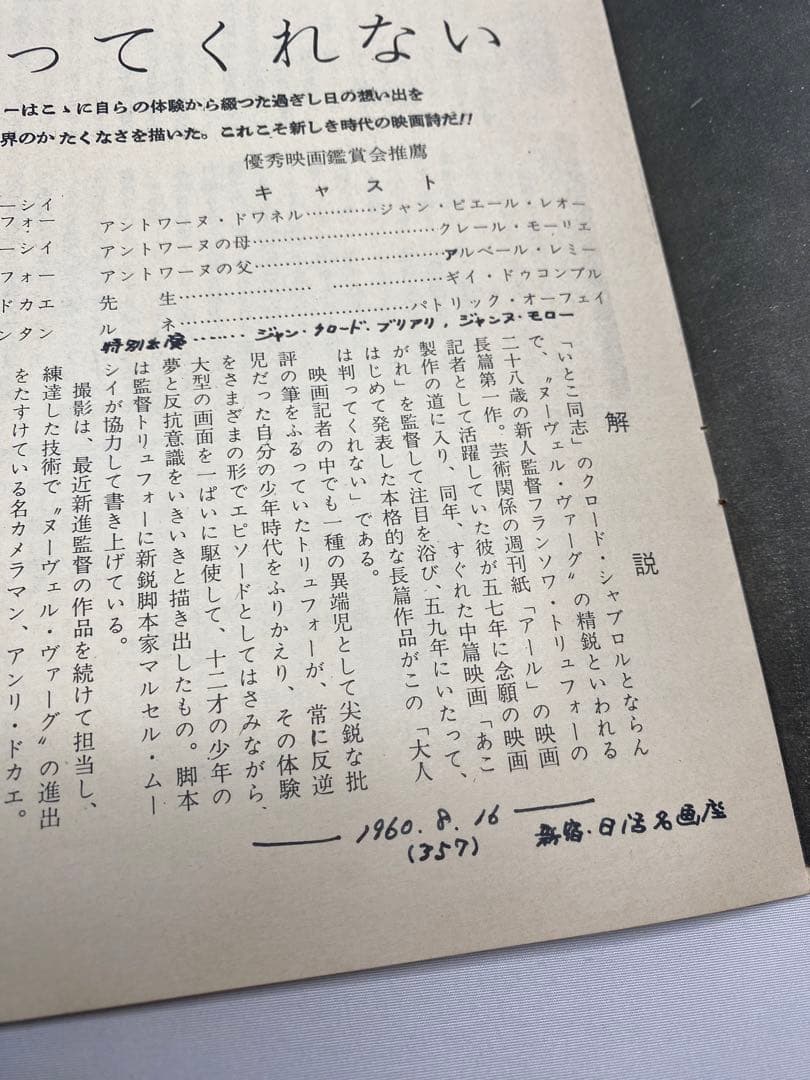 ってくれない
ーはこゝに自らの体験から綴つた過ぎし日の想い出を
界のかたくなさを描いた。これこそ新しき時代の映画詩だ!!
優秀映画鑑賞会推薦
キャスト
アントワーヌ・ドワネル…………ジャン・ピエール・レオー
アントワーヌの母………………クレール・モーリエ
アントワーヌの父………………アルベール・レミー
先生………………ギイ・ドゥコンブル
ルネ………………パトリック・オーフェイ
特別出演……ジャン・クロード・ブリアリ,ジャンヌ・モロー
ーシイ
フォー
ーシイ
フォー
ドカエ
ンタン
解説
「いとこ同志」のクロード・シャブロルとならん
で、〝ヌーヴェル・ヴァーグ〟の精鋭といわれる
二十八歳の新人監督フランソワ・トリュフォーの
長篇第一作。芸術関係の週刊紙「アール」の映画
記者として活躍していた彼が五七年に念願の映画
製作の道に入り、同年、すぐれた中篇映画「あこ
がれ」を監督して注目を浴び、五九年にいたって、
はじめて発表した本格的な長篇作品がこの「大人
は判ってくれない」である。
映画記者の中でも一種の異端児として尖鋭な批
評の筆をふるっていたトリュフォーが、常に反逆
児だった自分の少年時代をふりかえり、その体験
をさまざまの形でエピソードとしてはさみながら、
大型の画面を一ぱいに駆使して、十二才の少年の
夢と反抗意識をいきいきと描き出したもの。脚本
は監督トリュフォーに新鋭脚本家マルセル・ムー
シイが協力して書き上げている。
撮影は、最近新進監督の作品を続けて担当し、
練達した技術で〝ヌーヴェル・ヴァーグ〟の進出
をたすけている名カメラマン、アンリ・ドカエ。
1960.8.16
(357)
新宿・日活名画座